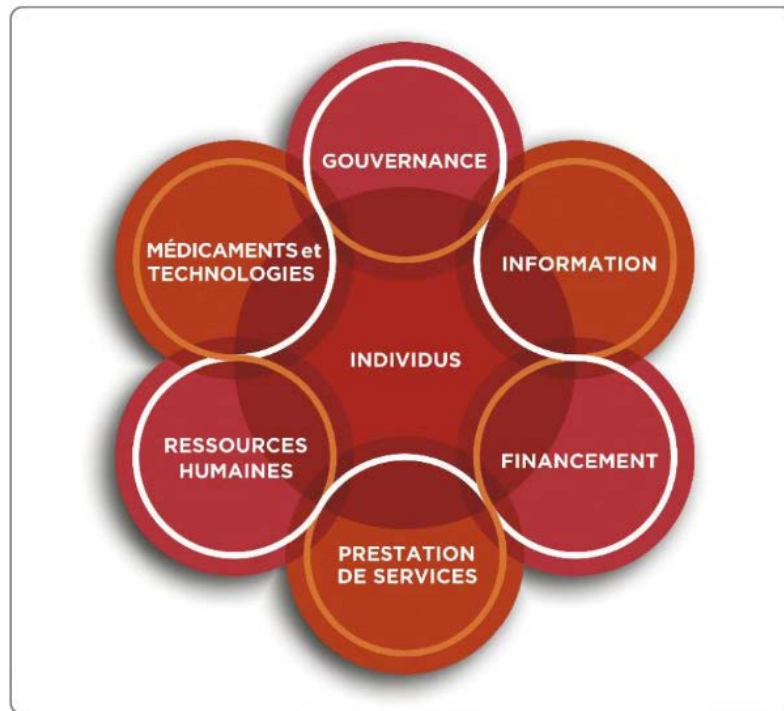 GOUVERNANCE
MÉDICAMENTS et
TECHNOLOGIES
INFORMATION
INDIVIDUS
RESSOURCES
HUMAINES
FINANCEMENT
PRESTATION
DE SERVICES